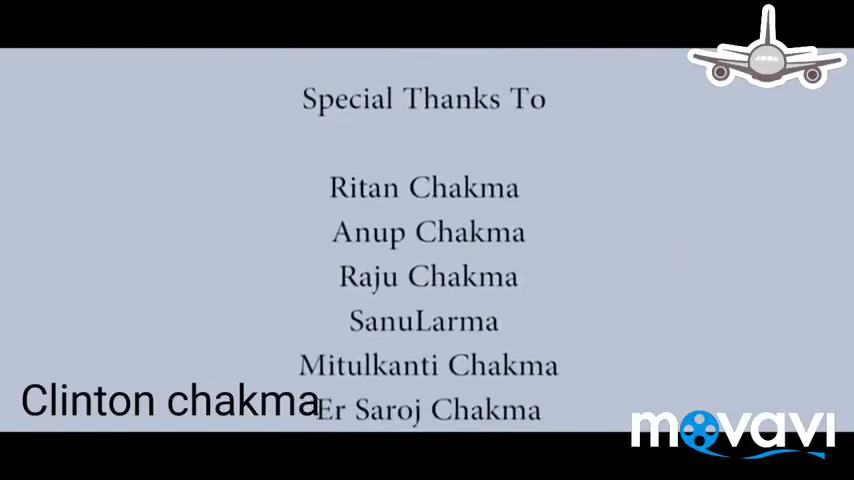 Special Thanks To
Ritan Chakma
Anup Chakma
Raju Chakma
SanuLarma
Mitulkanti Chakma
Er Saroj Chakma
Clinton chakma
movavi